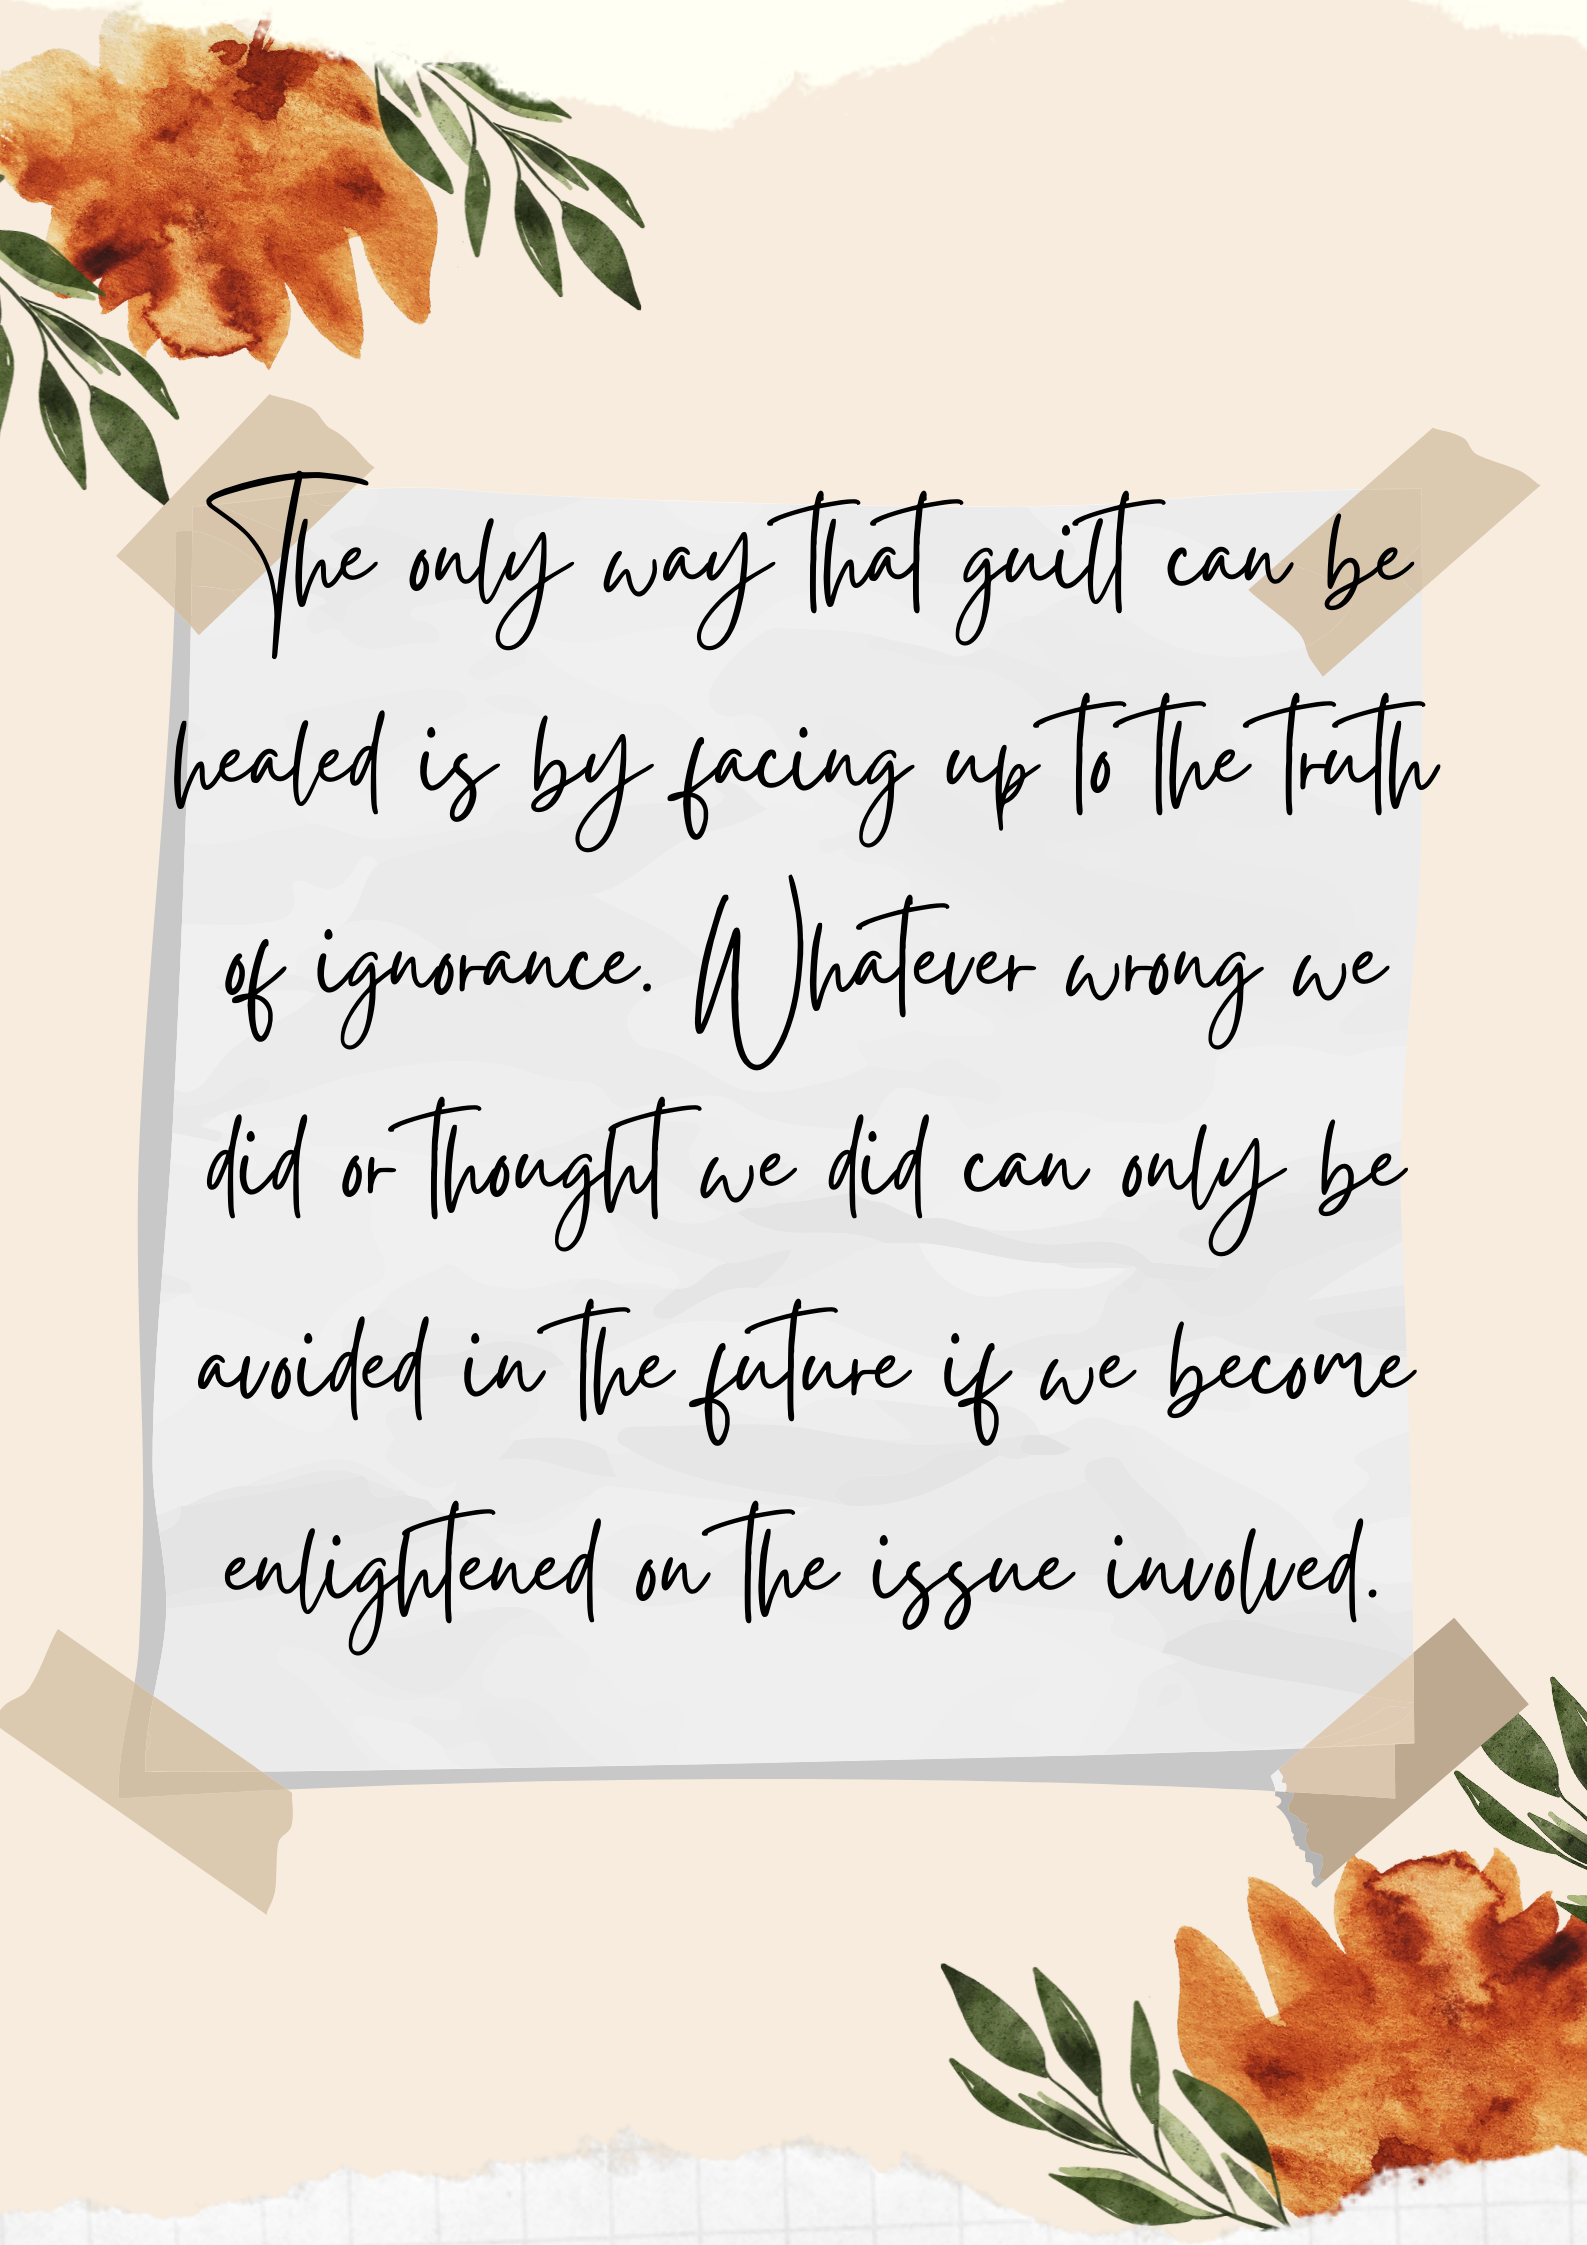 The only way that guilt can be
healed is by facing up to the truth
of ignorance. Whatever wrong we
did or thought we did can only be
avoided in the future if we become
enlightened on the issue involved.